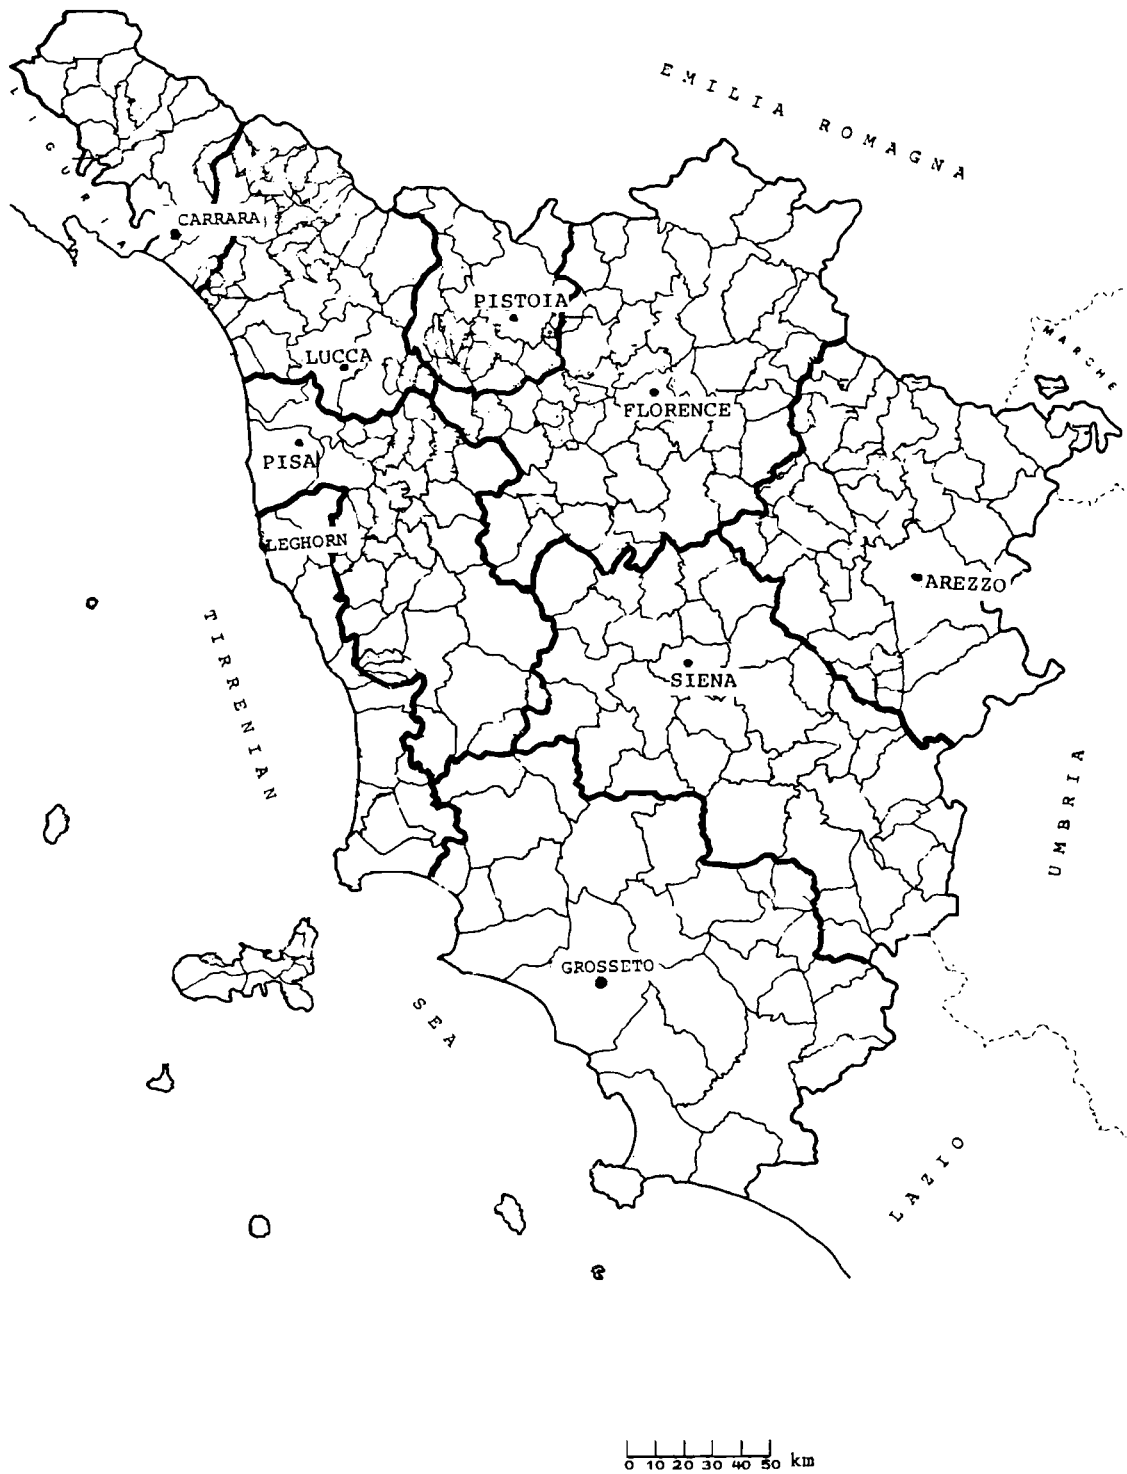 EMILIA ROMAGNA
LIGURIA
CARRARA
PISTOIA
MARCHE
LUCCA
FLORENCE
PISA
LEGHORN
AREZZO
TIRRENIAN
SIENA
UMBRIA
GROSSETO
SEA
LAZIO
0 10 20 30 40 50 km